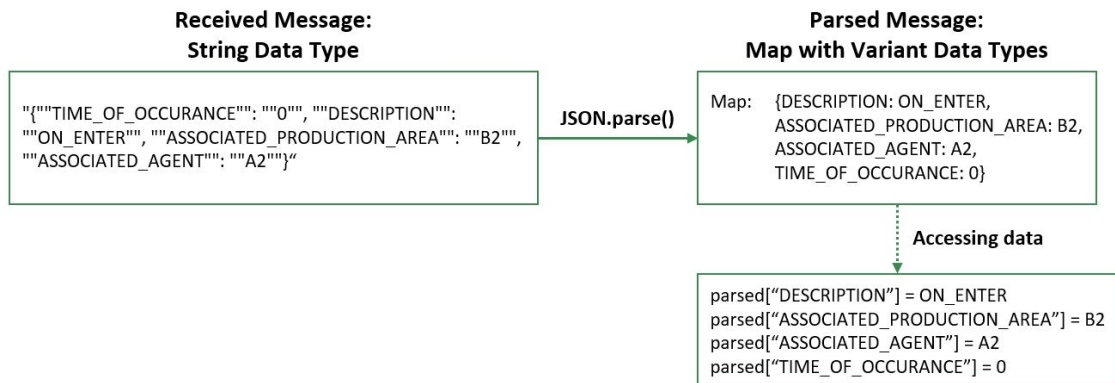 Received Message:
String Data Type
"{""TIME_OF_OCCURANCE"": ""0"", ""DESCRIPTION"":
""ON_ENTER"", ""ASSOCIATED_PRODUCTION_AREA"": ""B2"",
""ASSOCIATED_AGENT"": ""A2""}“
JSON.parse()
Parsed Message:
Map with Variant Data Types
Map: {DESCRIPTION: ON_ENTER,
ASSOCIATED_PRODUCTION_AREA: B2,
ASSOCIATED_AGENT: A2,
TIME_OF_OCCURANCE: 0}
Accessing data
parsed[“DESCRIPTION”] = ON_ENTER
parsed[“ASSOCIATED_PRODUCTION_AREA”] = B2
parsed[“ASSOCIATED_AGENT”] = A2
parsed[“TIME_OF_OCCURANCE”] = 0